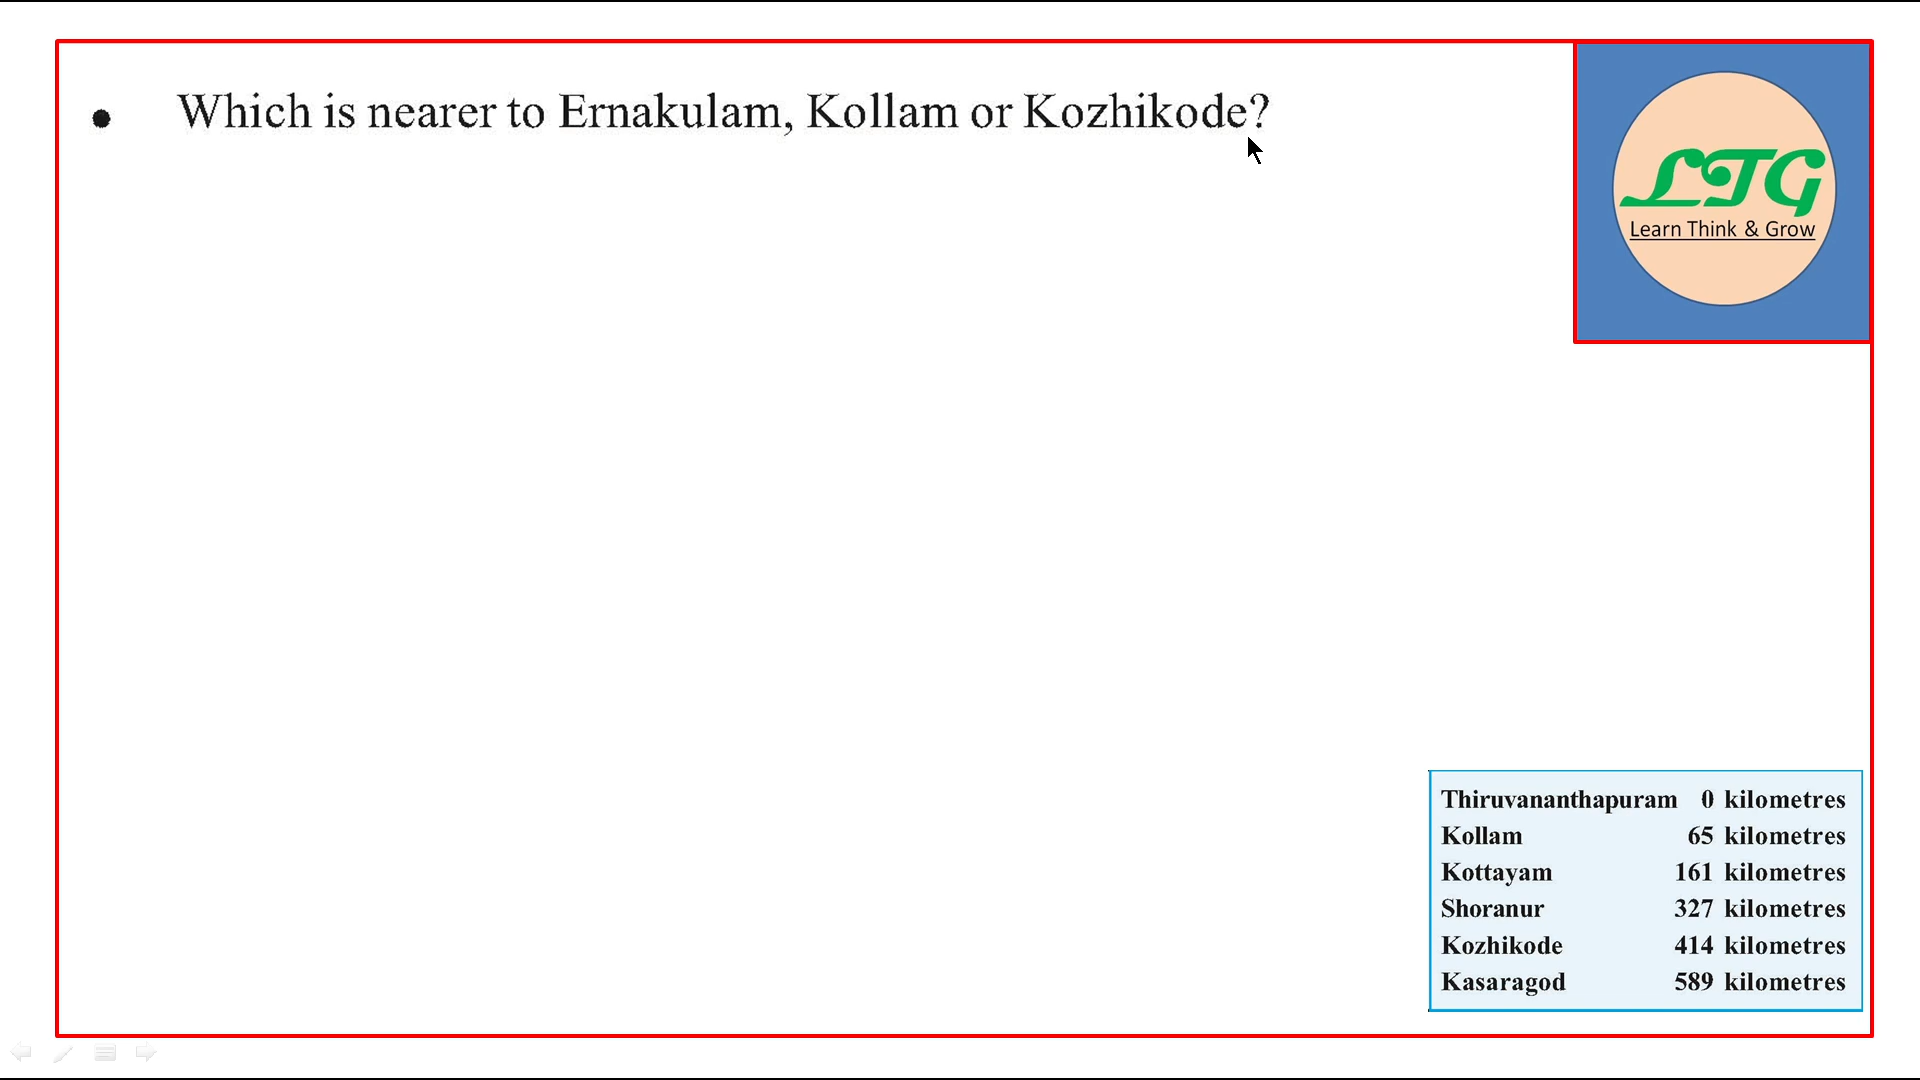 • Which is nearer to Ernakulam, Kollam or Kozhikode?
LTG
Learn Think & Grow
Thiruvananthapuram 0 kilometres
Kollam 65 kilometres
Kottayam 161 kilometres
Shoranur 327 kilometres
Kozhikode 414 kilometres
Kasaragod 589 kilometres